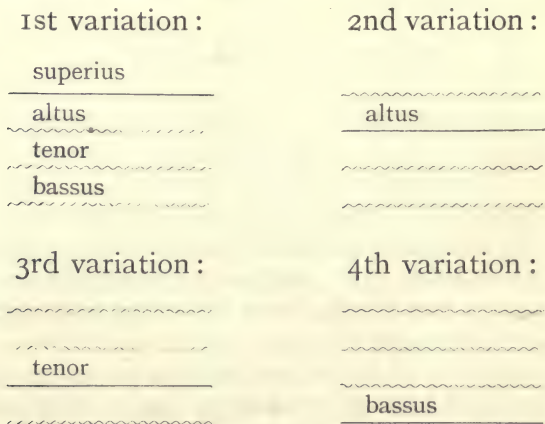 1st variation :
superius
altus
tenor
bassus
2nd variation :
altus
3rd variation :
tenor
4th variation :
bassus